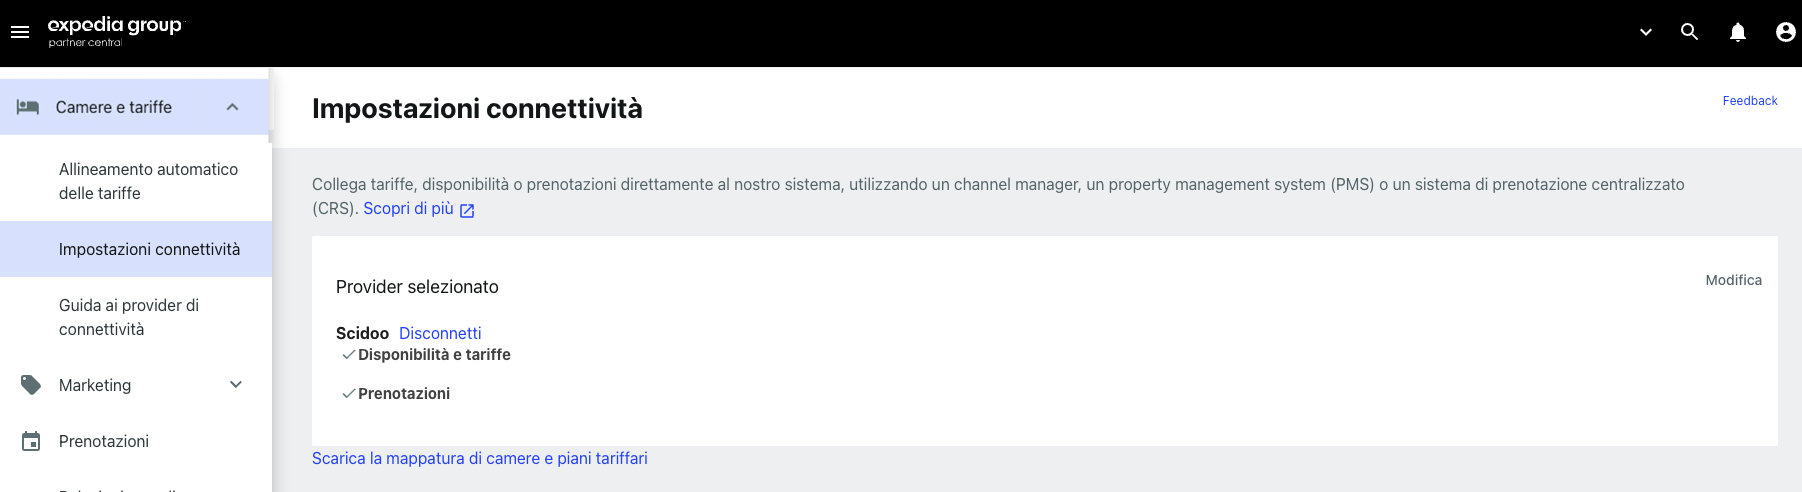 expedia group
partner central
Camere e tariffe
Allineamento automatico
delle tariffe
Impostazioni connettività
Guida ai provider di
connettività
Marketing
Prenotazioni
Impostazioni connettività
Feedback
Collega tariffe, disponibilità o prenotazioni direttamente al nostro sistema, utilizzando un channel manager, un property management system (PMS) o un sistema di prenotazione centralizzato
(CRS). Scopri di più
Provider selezionato
Modifica
Scidoo Disconnetti
Disponibilità e tariffe
Prenotazioni
Scarica la mappatura di camere e piani tariffari